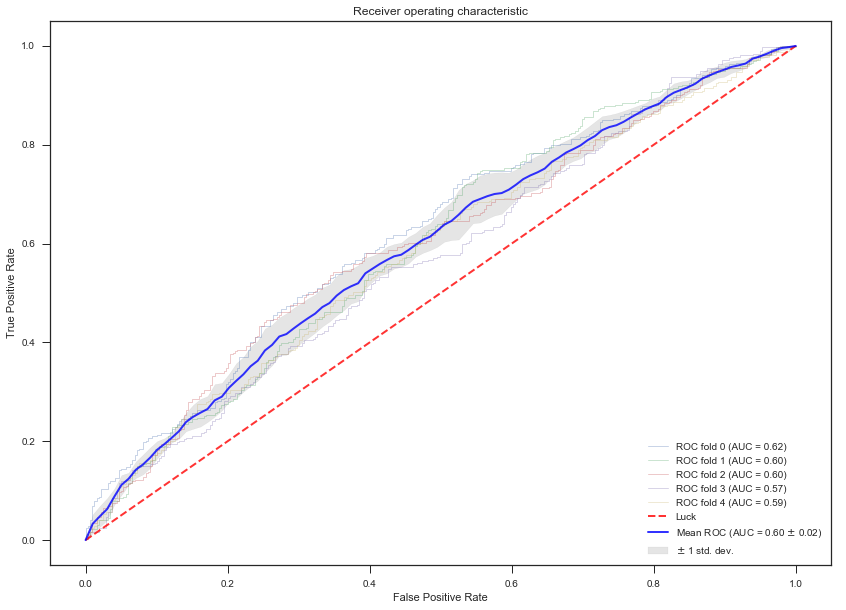 Receiver operating characteristic
True Positive Rate
1.0
0.8
0.6
0.4
0.2
0.0
ROC fold 0 (AUC = 0.62)
ROC fold 1 (AUC = 0.60)
ROC fold 2 (AUC = 0.60)
ROC fold 3 (AUC = 0.57)
ROC fold 4 (AUC = 0.59)
Luck
Mean ROC (AUC = 0.60 ± 0.02)
± 1 std. dev.
0.0 0.2 0.4 0.6 0.8 1.0
False Positive Rate